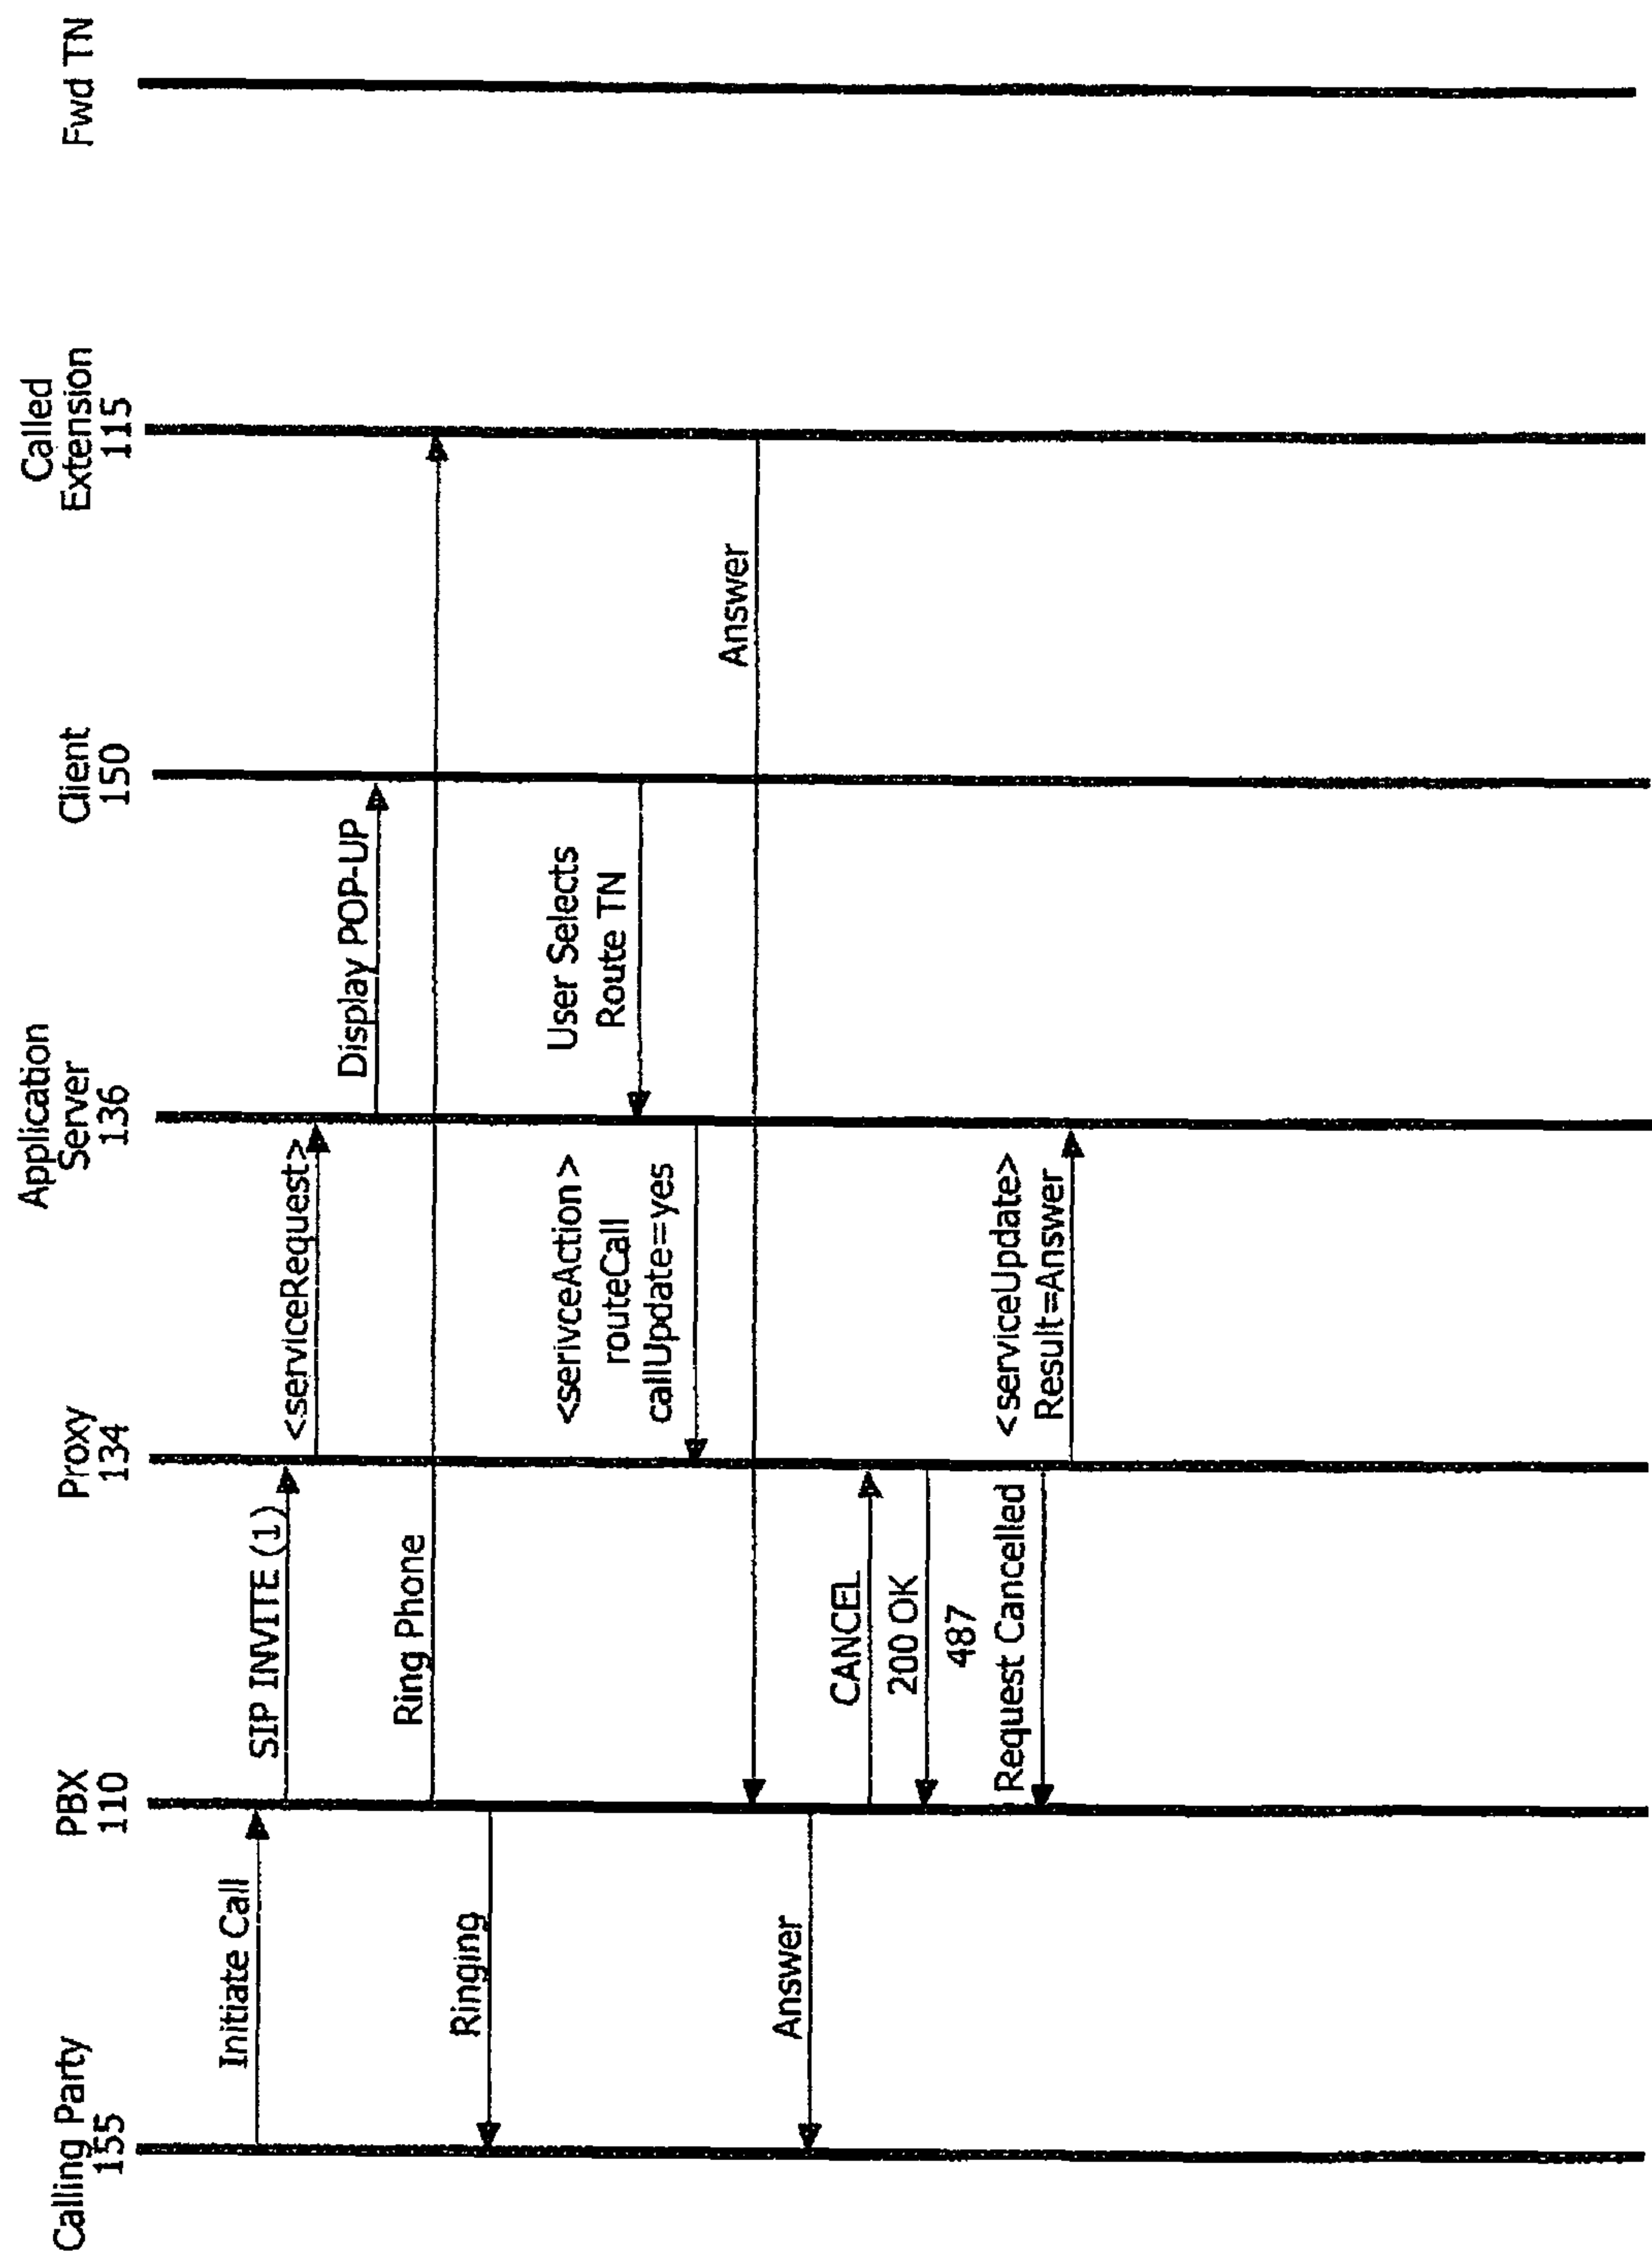 Calling Party
155
PBX
110
Proxy
134
Application
Server
136
Client
150
Called
Extension
115
Fwd TN
Initiate Call
SIP INVITE (1)
<serviceRequest>
Display POP-UP
Ring Phone
Ringing
User Selects
Route TN
<serivceAction>
routeCall
callUpdate=yes
Answer
Answer
CANCEL
200 OK
487
Request Cancelled
<serviceUpdate>
Result=Answer